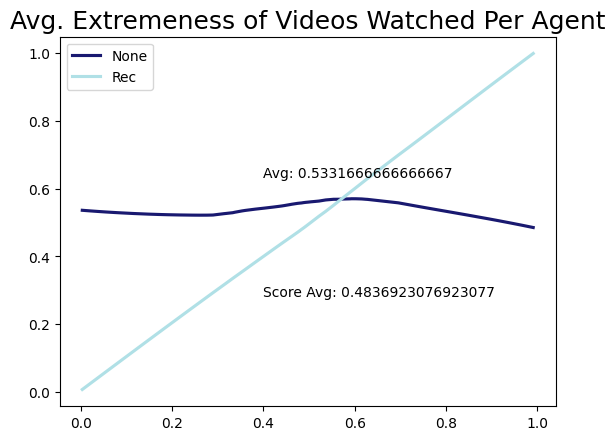 Avg. Extremeness of Videos Watched Per Agent
None
Rec
1.0
0.8
0.6
0.4
0.2
0.0
Avg: 0.5331666666666667
Score Avg: 0.4836923076923077
0.0 0.2 0.4 0.6 0.8 1.0